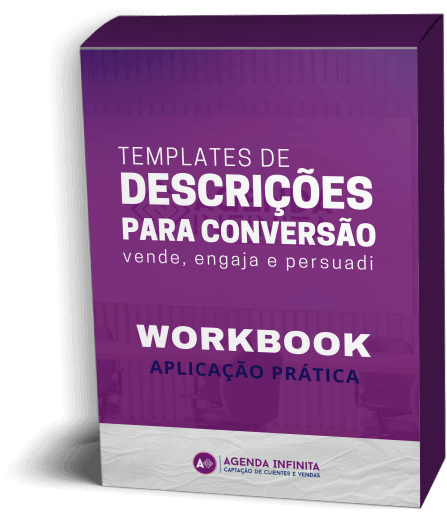 TEMPLATES DE
DESCRIÇÕES
PARA CONVERSÃO
vende, engaja e persuadi
WORKBOOK
APLICAÇÃO PRÁTICA
A
AGENDA INFINITA
CAPTAÇÃO DE CLIENTES E VENDAS